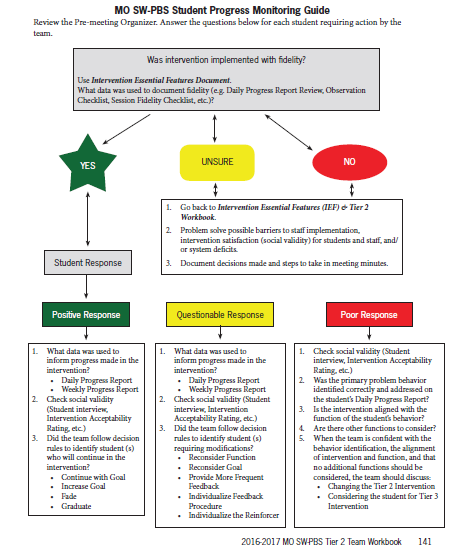 MO SW-PBS Student Progress Monitoring Guide
Review the Pre-meeting Organizer. Answer the questions below for each student requiring action by the
team.
Was intervention implemented with fidelity?
Use Intervention Essential Features Document.
What data was used to document fidelity (e.g. Daily Progress Report Review, Observation
Checklist, Session Fidelity Checklist, etc.)?
YES
UNSURE
NO
1. Go back to Intervention Essential Features (IEF) & Tier 2
Workbook.
2. Problem solve possible barriers to staff implementation,
intervention satisfaction (social validity) for students and staff, and/
or system deficits.
3. Document decisions made and steps to take in meeting minutes.
Student Response
Positive Response
Questionable Response
Poor Response
1. What data was used to
inform progress made in the
intervention?
• Daily Progress Report
• Weekly Progress Report
2. Check social validity
(Student interview,
Intervention Acceptability
Rating, etc.)
3. Did the team follow decision
rules to identify student (s)
who will continue in the
intervention?
• Continue with Goal
• Increase Goal
• Fade
• Graduate
1. What data was used to
inform progress made in the
intervention?
• Daily Progress Report
• Weekly Progress Report
2. Check social validity (Student
interview, Intervention
Acceptability Rating, etc.)
3. Did the team follow decision
rules to identify student (s)
requiring modifications?
• Reconsider Function
• Reconsider Goal
• Provide More Frequent
Feedback
• Individualize Feedback
Procedure
• Individualize the Reinforcer
1. Check social validity (Student
interview, Intervention Acceptability
Rating, etc.)
2. Was the primary problem behavior
identified correctly and addressed on
the student's Daily Progress Report?
3. Is the intervention aligned with the
function of the student's behavior?
4. Are there other functions to consider?
5. When the team is confident with the
behavior identification, the alignment
of intervention and function, and that
no additional functions should be
considered, the team should discuss:
• Changing the Tier 2 Intervention
• Considering the student for Tier 3
Intervention
2016-2017 MO SW-PBS Tier 2 Team Workbook 141